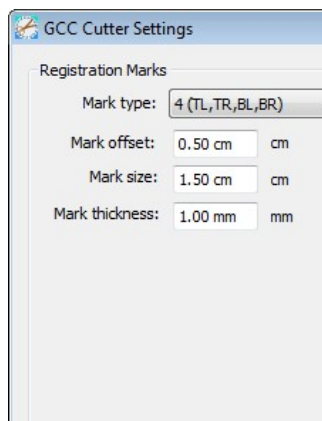 GCC Cutter Settings
Registration Marks
Mark type: 4 (TL,TR,BL,BR)
Mark offset: 0.50 cm cm
Mark size: 1.50 cm cm
Mark thickness: 1.00 mm mm